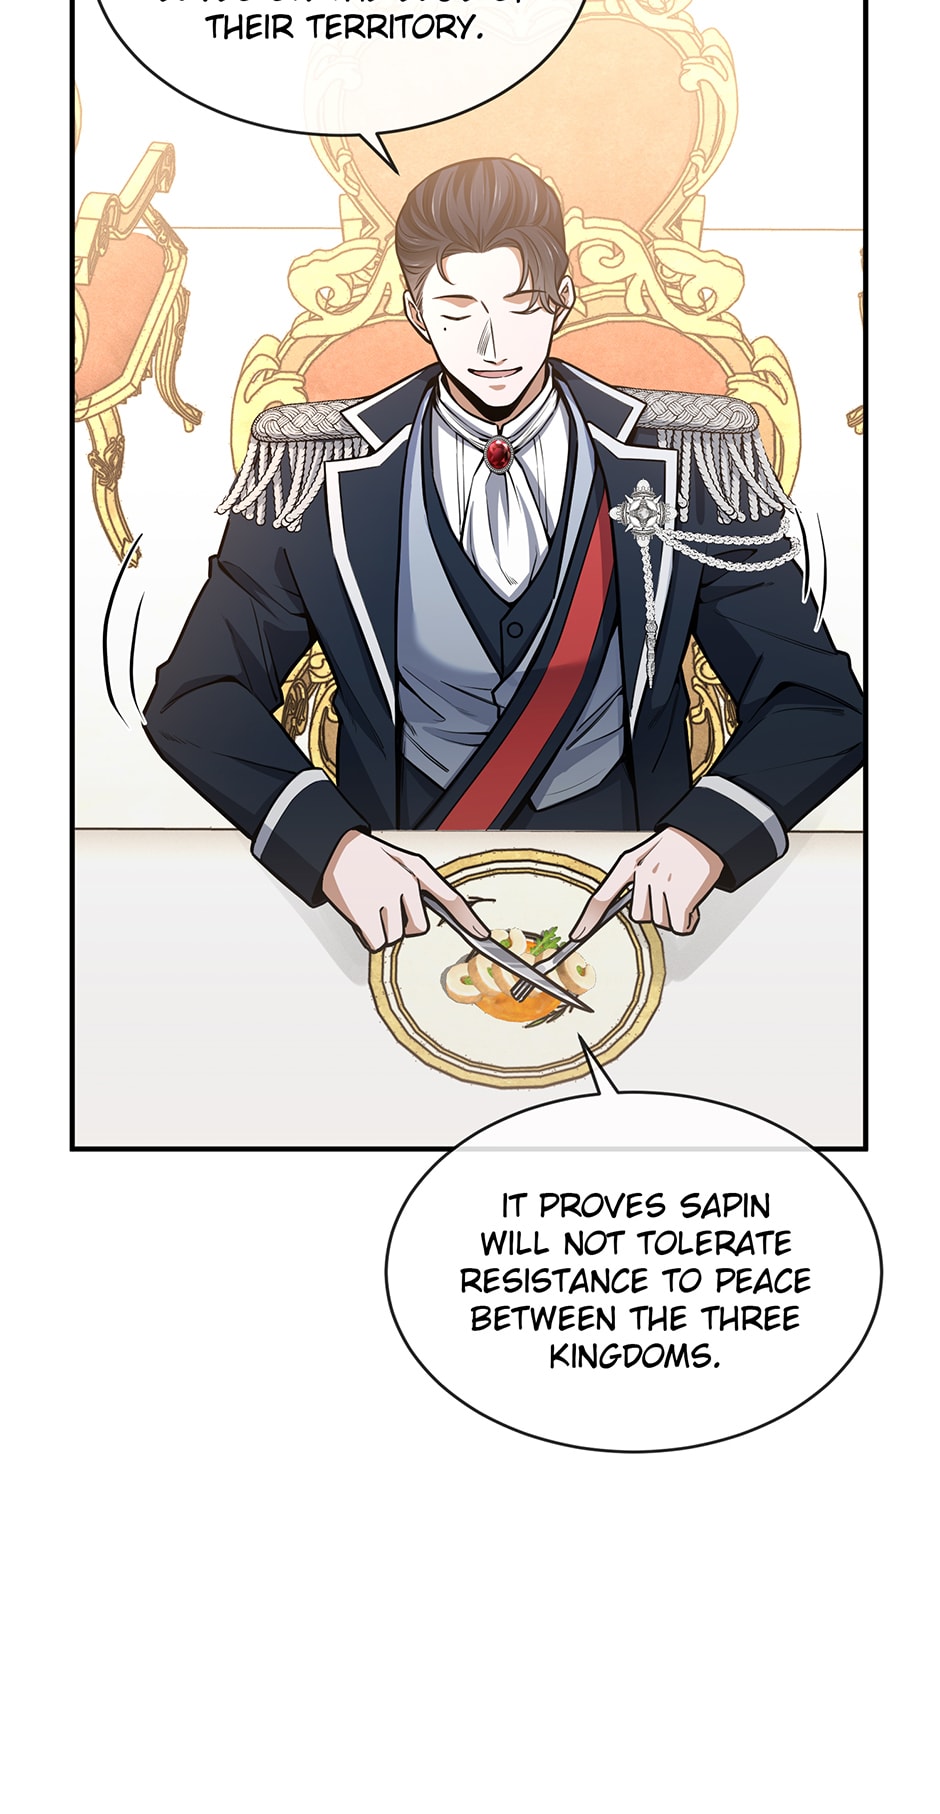 THEIR TERRITORY.
IT PROVES SAPIN
WILL NOT TOLERATE
RESISTANCE TO PEACE
BETWEEN THE THREE
KINGDOMS.